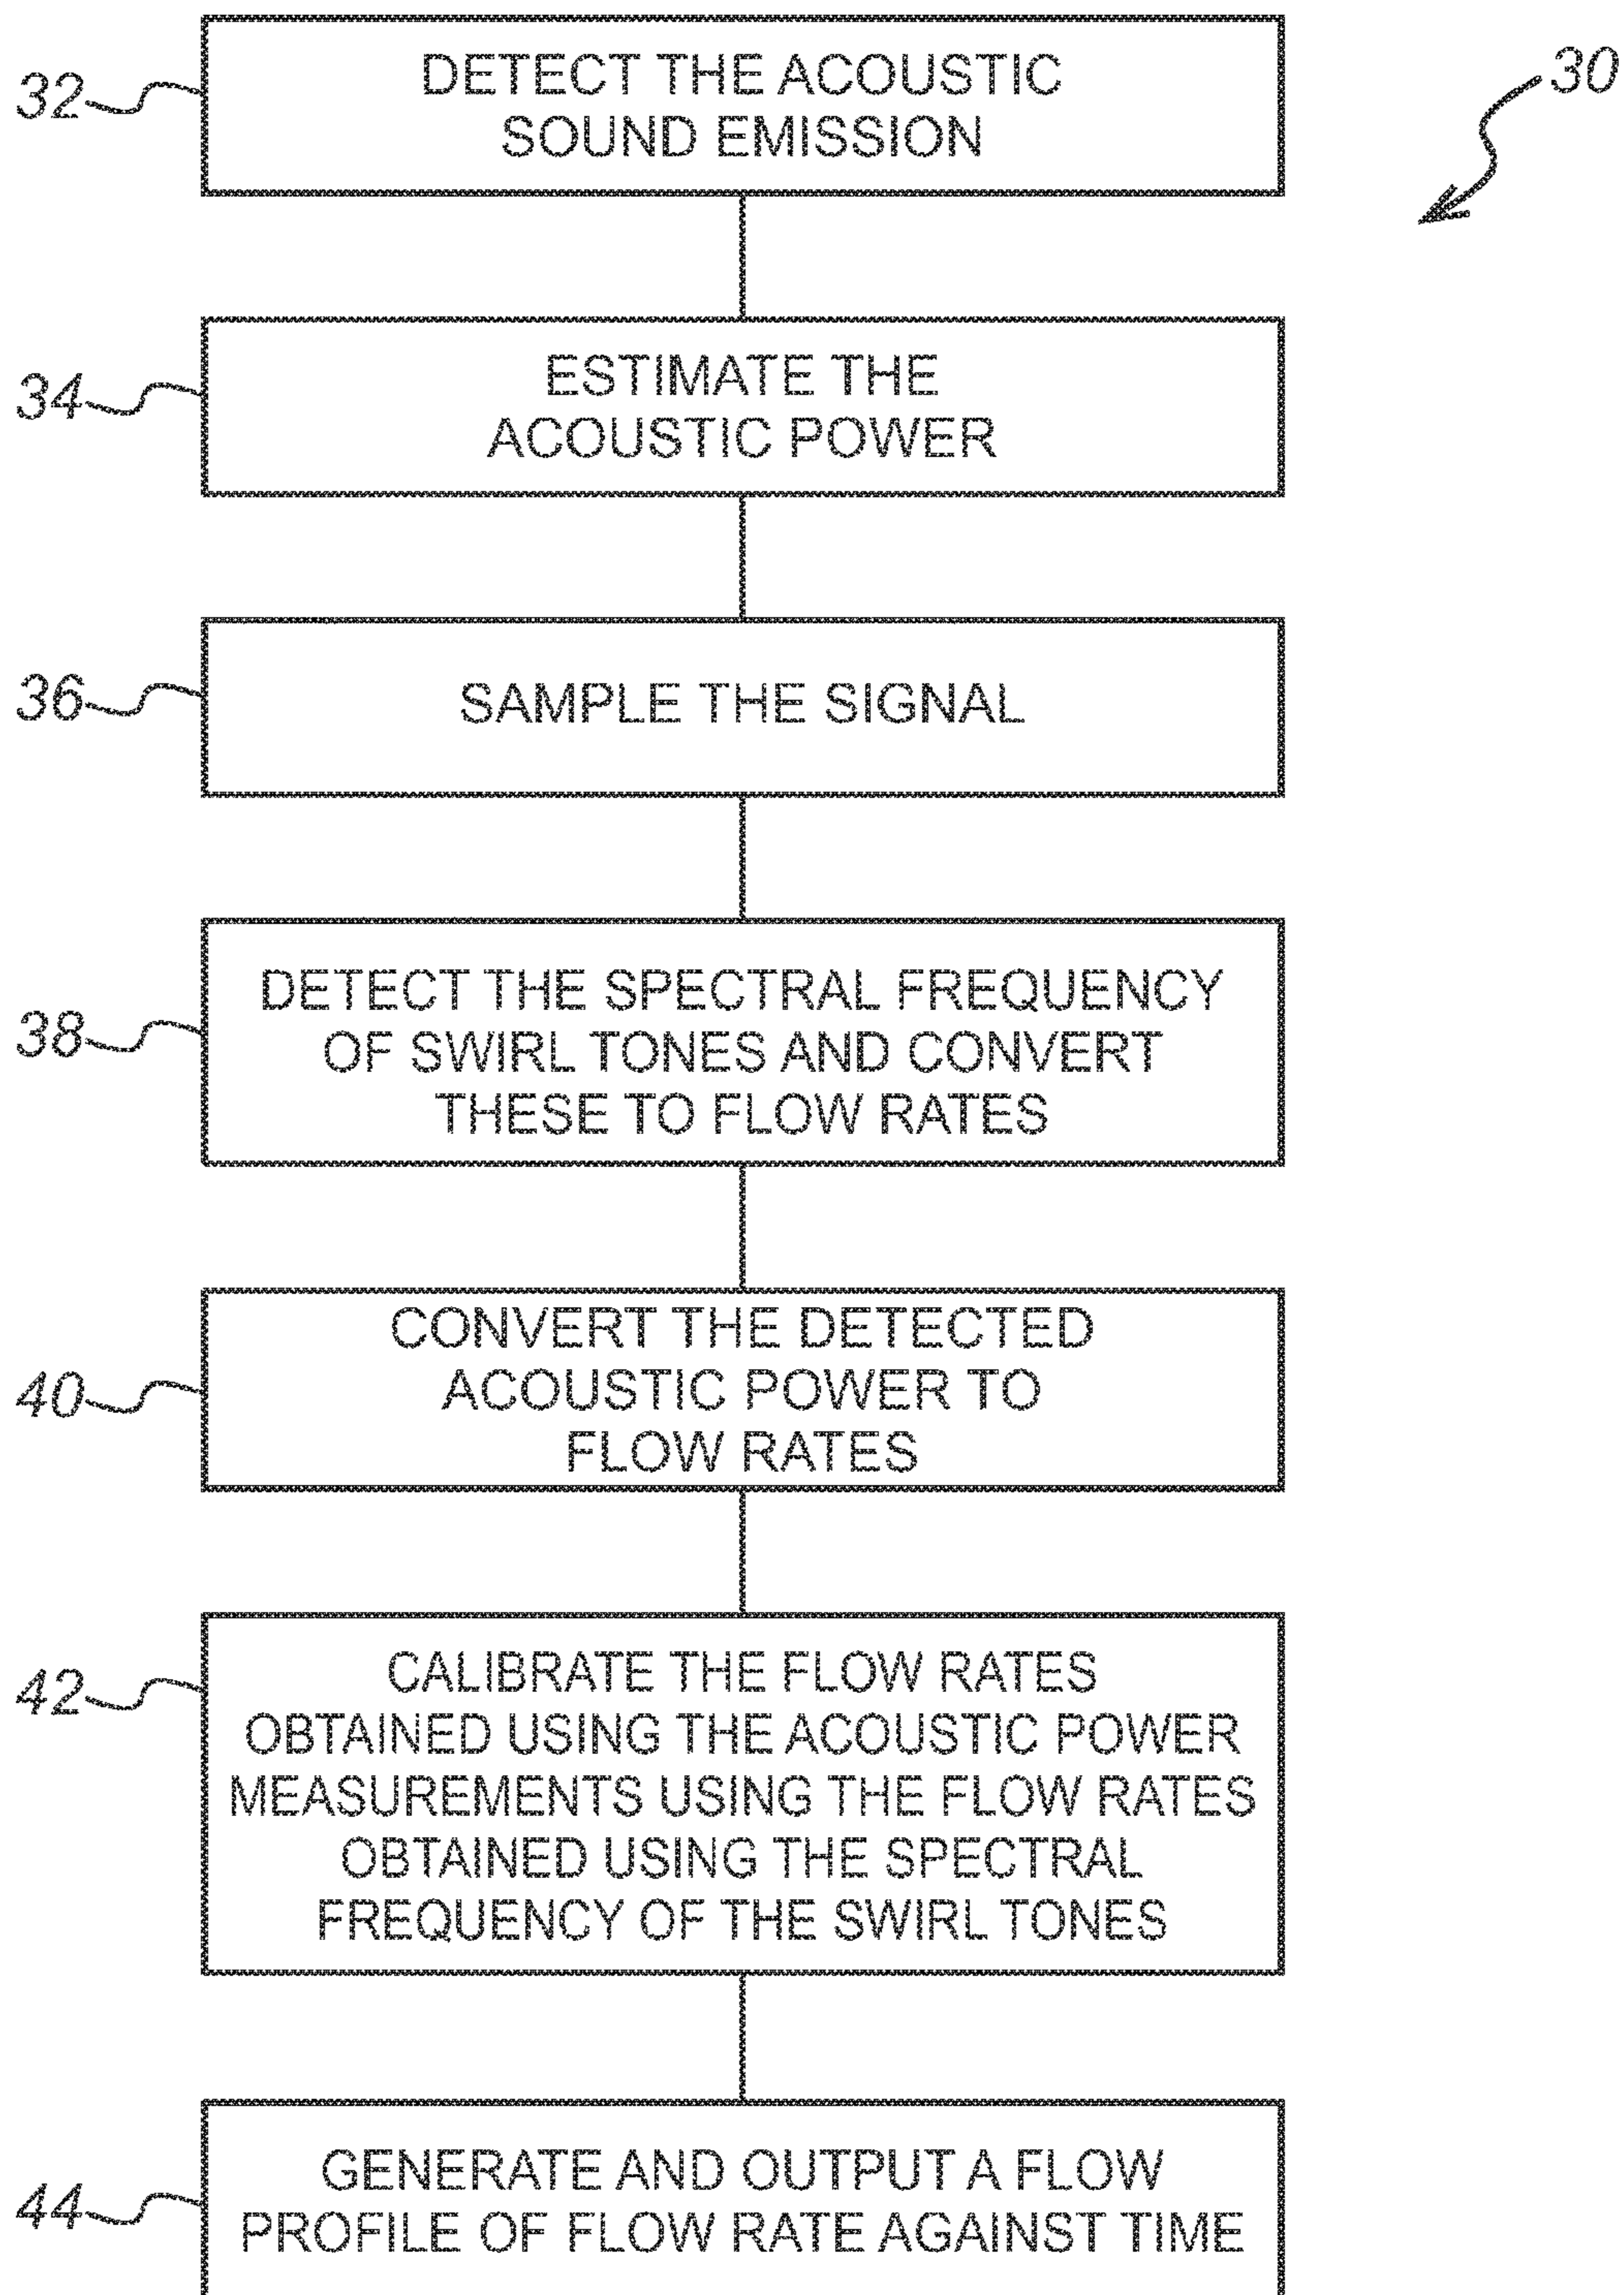 30
32
DETECT THE ACOUSTIC
SOUND EMISSION
34
ESTIMATE THE
ACOUSTIC POWER
36
SAMPLE THE SIGNAL
38
DETECT THE SPECTRAL FREQUENCY
OF SWIRL TONES AND CONVERT
THESE TO FLOW RATES
40
CONVERT THE DETECTED
ACOUSTIC POWER TO
FLOW RATES
42
CALIBRATE THE FLOW RATES
OBTAINED USING THE ACOUSTIC POWER
MEASUREMENTS USING THE FLOW RATES
OBTAINED USING THE SPECTRAL
FREQUENCY OF THE SWIRL TONES
44
GENERATE AND OUTPUT A FLOW
PROFILE OF FLOW RATE AGAINST TIME